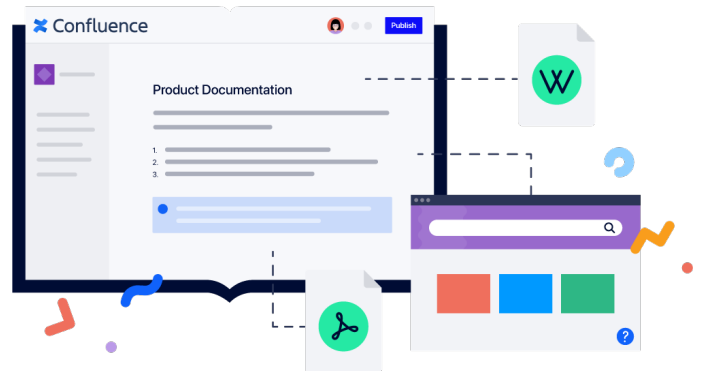 Confluence
Publish
Product Documentation
1.
2.
3.
W
?